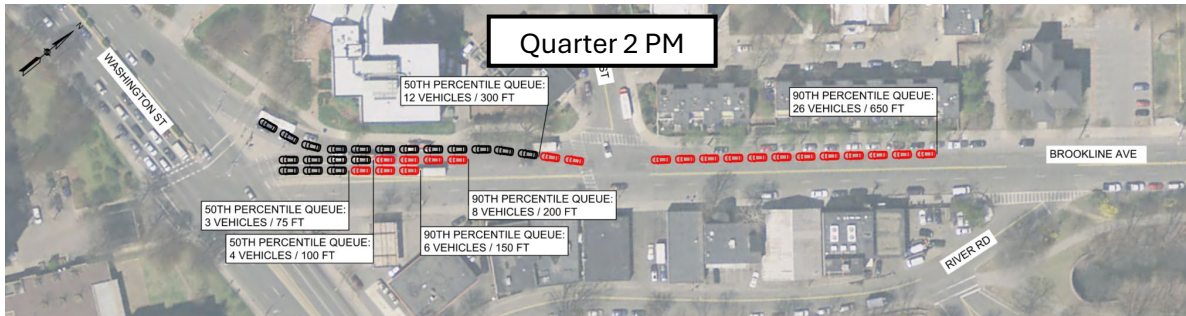 Quarter 2 PM
N
WASHINGTON ST
ST
50TH PERCENTILE QUEUE:
12 VEHICLES / 300 FT
90TH PERCENTILE QUEUE:
26 VEHICLES / 650 FT
BROOKLINE AVE
50TH PERCENTILE QUEUE:
3 VEHICLES / 75 FT
90TH PERCENTILE QUEUE:
8 VEHICLES / 200 FT
50TH PERCENTILE QUEUE:
4 VEHICLES / 100 FT
90TH PERCENTILE QUEUE:
6 VEHICLES / 150 FT
RIVER RD